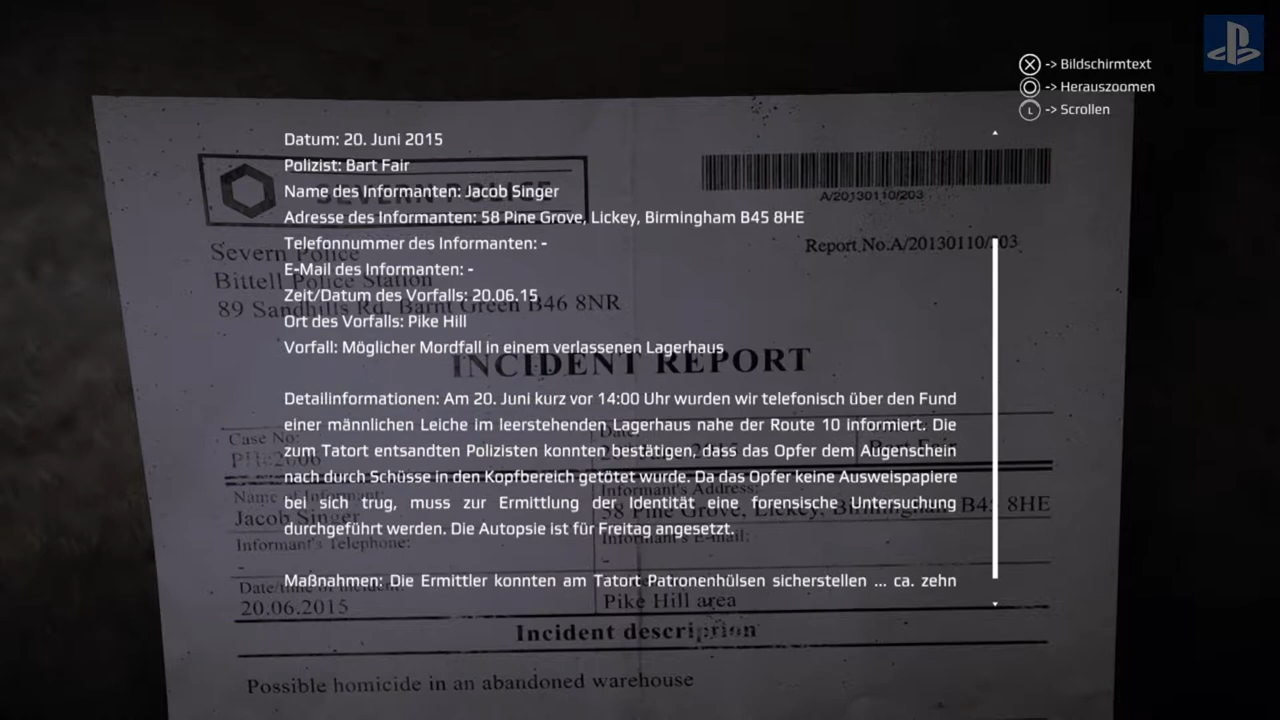 -> Bildschirmtext
-> Herauszoomen
L -> Scrollen
Datum: 20. Juni 2015
Polizist: Bart Fair
Name des Informanten: Jacob Singer
Adresse des Informanten: 58 Pine Grove, Lickey, Birmingham B45 8HE
Telefonnummer des Informanten: -
E-Mail des Informanten: -
Zeit/Datum des Vorfalls: 20.06.15
Ort des Vorfalls: Pike Hill
Vorfall: Möglicher Mordfall in einem verlassenen Lagerhaus
Detailinformationen: Am 20. Juni kurz vor 14:00 Uhr wurden wir telefonisch über den Fund
einer männlichen Leiche im leerstehenden Lagerhaus nahe der Route 10 informiert. Die
zum Tatort entsandten Polizisten konnten bestätigen, dass das Opfer dem Augenschein
nach durch Schüsse in den Kopfbereich getötet wurde. Da das Opfer keine Ausweispapiere
bei sich trug, muss zur Ermittlung der Identität eine forensische Untersuchung
durchgeführt werden. Die Autopsie ist für Freitag angesetzt.
Maßnahmen: Die Ermittler konnten am Tatort Patronenhülsen sicherstellen ... ca. zehn
SEVERN POLICE
A/20130110/203
Severn Police
Report No.A/20130110/203
Bittell Police Station
89 Sandhills Rd, Barnt Green B46 8NR
INCIDENT REPORT
Case No:
Date:
Bart Fair
Name of Informant:
Informant's Address:
Jacob Singer
58 Pine Grove, Lickey, Birmingham B45 8HE
Informant's Telephone:
Informant's E-mail:
-
-
Date/time of incident:
20.06.2015
Pike Hill area
Incident description
Possible homicide in an abandoned warehouse